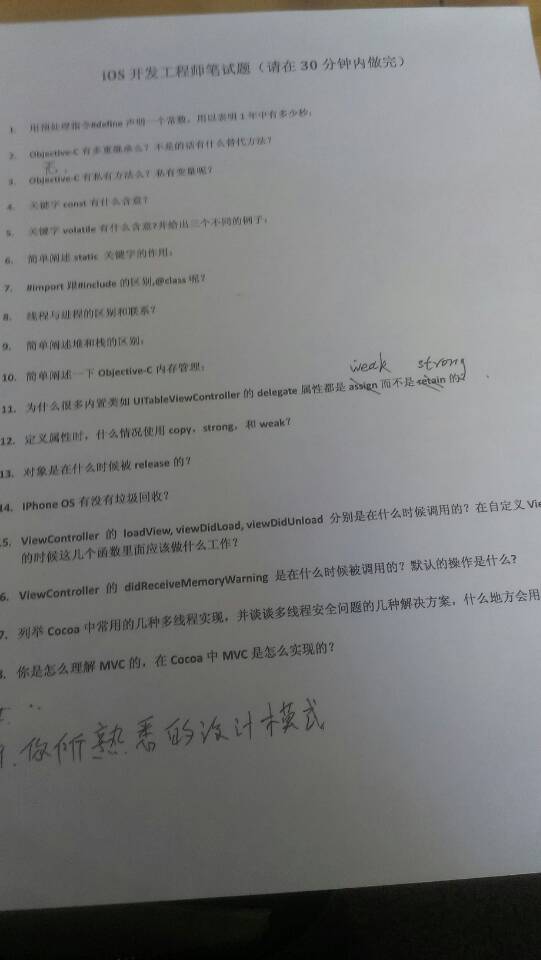 iOS 开发工程师笔试题（请在 30 分钟内做完）
1. 用预处理指令#define 声明一个常数，用以表明 1 年中有多少秒；
2. Objective-C 有多重继承么？不是的话有什么替代方法？
3. Objective-C 有私有方法么？私有变量呢？
4. 关键字 const 有什么含意？
5. 关键字 volatile 有什么含意?并给出三个不同的例子；
6. 简单阐述 static 关键字的作用；
7. #import 跟#include 的区别,@class 呢？
8. 线程与进程的区别和联系？
9. 简单阐述堆和栈的区别；
10. 简单阐述一下 Objective-C 内存管理；
weak strong
11. 为什么很多内置类如 UITableViewController 的 delegate 属性都是 assign 而不是 retain 的？
12. 定义属性时，什么情况使用 copy，strong，和 weak？
13. 对象是在什么时候被 release 的？
14. IPhone OS 有没有垃圾回收？
5. ViewController 的 loadView, viewDidLoad, viewDidUnload 分别是在什么时候调用的？在自定义 Vie
的时候这几个函数里面应该做什么工作？
6. ViewController 的 didReceiveMemoryWarning 是在什么时候被调用的？默认的操作是什么？
7. 列举 Cocoa 中常用的几种多线程实现，并谈谈多线程安全问题的几种解决方案，什么地方会用
你是怎么理解 MVC 的，在 Cocoa 中 MVC 是怎么实现的？
9. 你所熟悉的设计模式